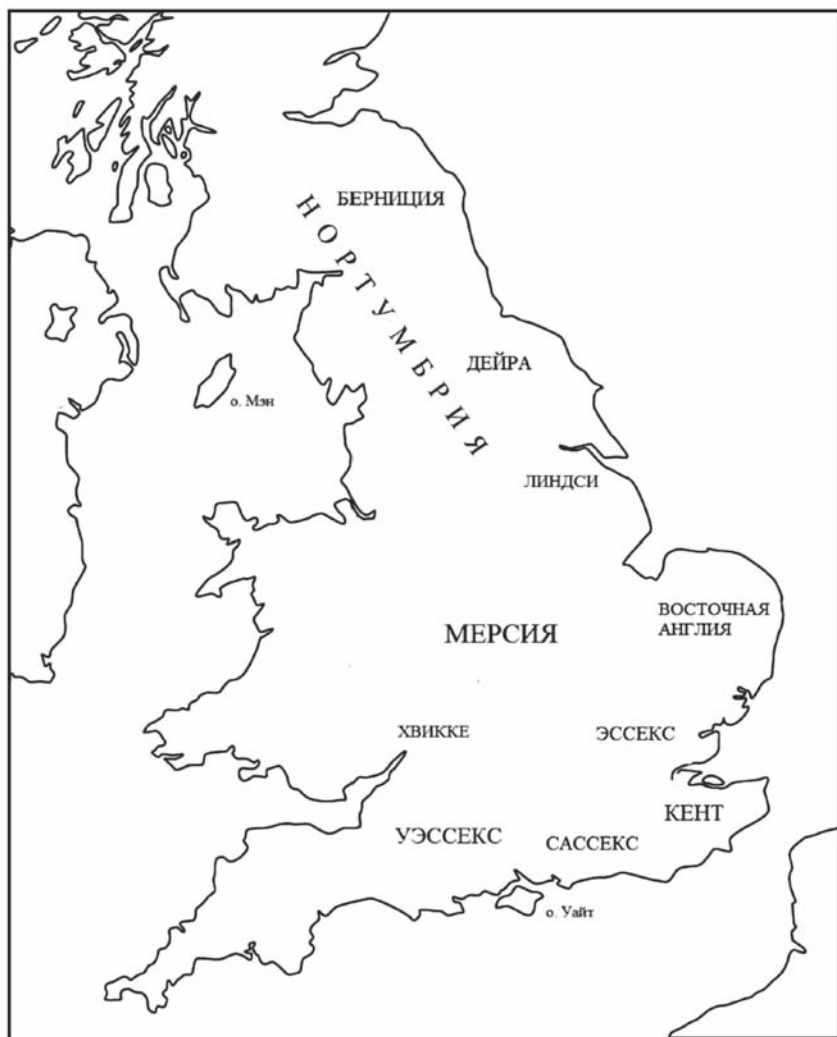 БЕРНИЦИЯ
НОРТУМБРИЯ
ДЕЙРА
о. Мэн
ЛИНДСИ
ВОСТОЧНАЯ
АНГЛИЯ
МЕРСИЯ
ХВИККЕ
ЭССЕКС
КЕНТ
УЭССЕКС
САССЕКС
о. Уайт